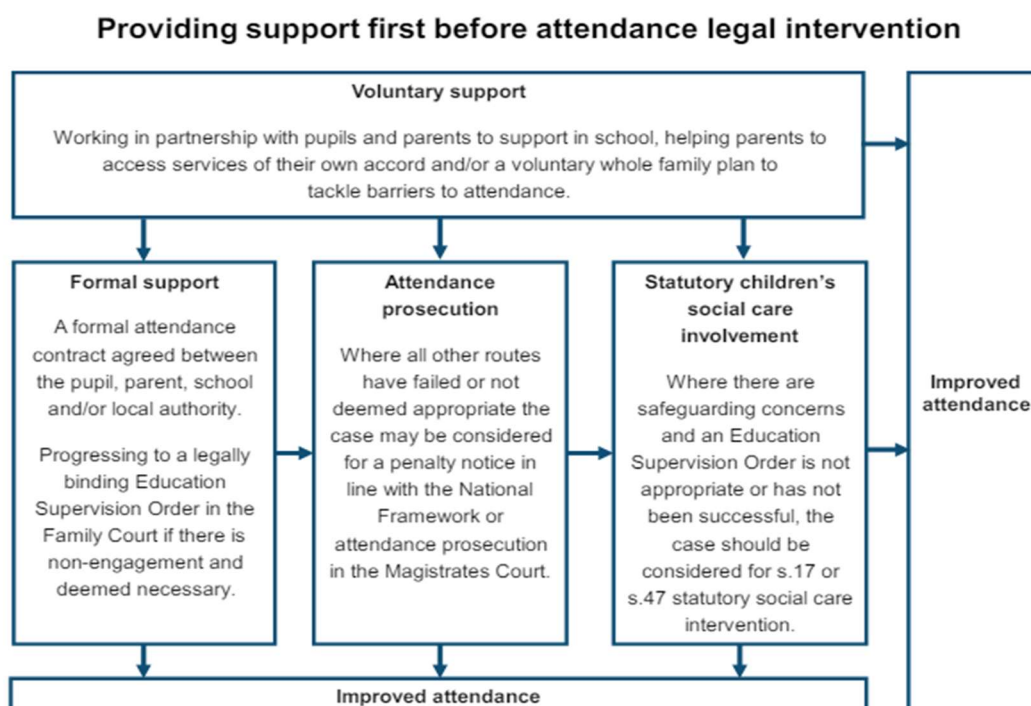 Providing support first before attendance legal intervention
Voluntary support
Working in partnership with pupils and parents to support in school, helping parents to
access services of their own accord and/or a voluntary whole family plan to
tackle barriers to attendance.
Formal support
A formal attendance
contract agreed between
the pupil, parent, school
and/or local authority.
Progressing to a legally
binding Education
Supervision Order in the
Family Court if there is
non-engagement and
deemed necessary.
Attendance
prosecution
Where all other routes
have failed or not
deemed appropriate the
case may be considered
for a penalty notice in
line with the National
Framework or
attendance prosecution
in the Magistrates Court.
Statutory children's
social care
involvement
Where there are
safeguarding concerns
and an Education
Supervision Order is not
appropriate or has not
been successful, the
case should be
considered for s.17 or
s.47 statutory social care
intervention.
Improved
attendance
Improved attendance